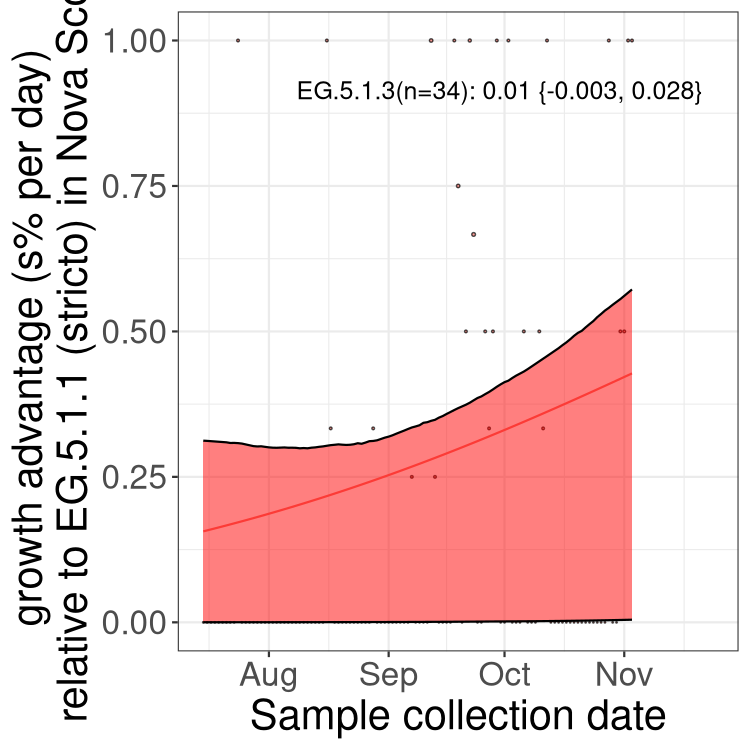 growth advantage (s% per day)
relative to EG.5.1.1 (stricto) in Nova Sco
1.00
0.75
0.50
0.25
0.00
EG.5.1.3(n=34): 0.01 {-0.003, 0.028}
Aug Sep Oct Nov
Sample collection date